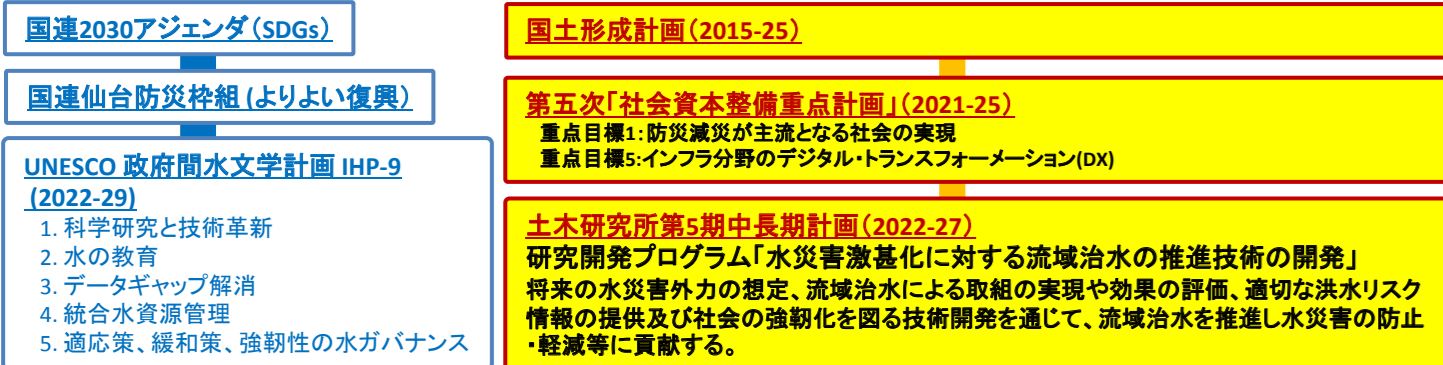 国連2030アジェンダ（SDGs）
国連仙台防災枠組 (よりよい復興）
UNESCO 政府間水文学計画 IHP-9
(2022-29)
1. 科学研究と技術革新
2. 水の教育
3. データギャップ解消
4. 統合水資源管理
5. 適応策、緩和策、強靭性の水ガバナンス
国土形成計画（2015-25）
第五次「社会資本整備重点計画」（2021-25）
重点目標1：防災減災が主流となる社会の実現
重点目標5:インフラ分野のデジタル・トランスフォーメーション(DX)
土木研究所第5期中長期計画（2022-27）
研究開発プログラム「水災害激甚化に対する流域治水の推進技術の開発」
将来の水災害外力の想定、流域治水による取組の実現や効果の評価、適切な洪水リスク
情報の提供及び社会の強靭化を図る技術開発を通じて、流域治水を推進し水災害の防止
・軽減等に貢献する。